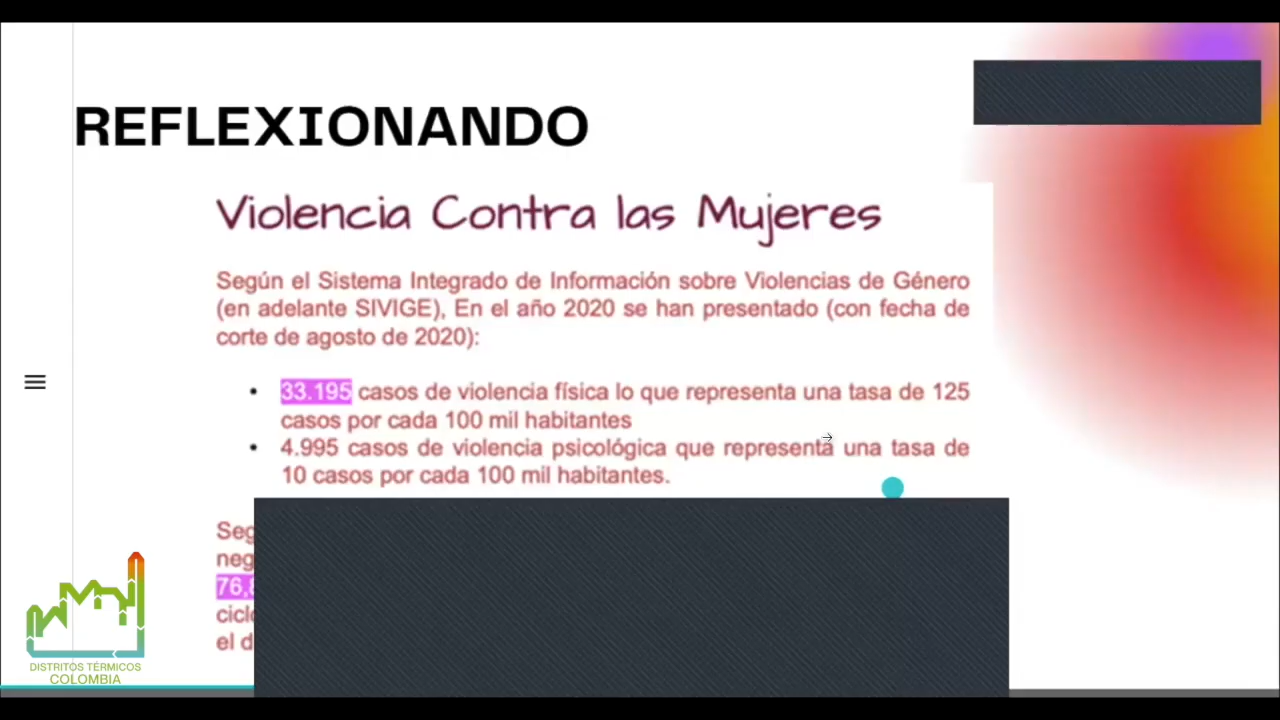 REFLEXIONANDO
Violencia Contra las Mujeres
Según el Sistema Integrado de Información sobre Violencias de Género
(en adelante SIVIGE), En el año 2020 se han presentado (con fecha de
corte de agosto de 2020):
• 33.195 casos de violencia física lo que representa una tasa de 125
casos por cada 100 mil habitantes
• 4.995 casos de violencia psicológica que representa una tasa de
10 casos por cada 100 mil habitantes.
el
DISTRITOS TÉRMICOS
COLOMBIA